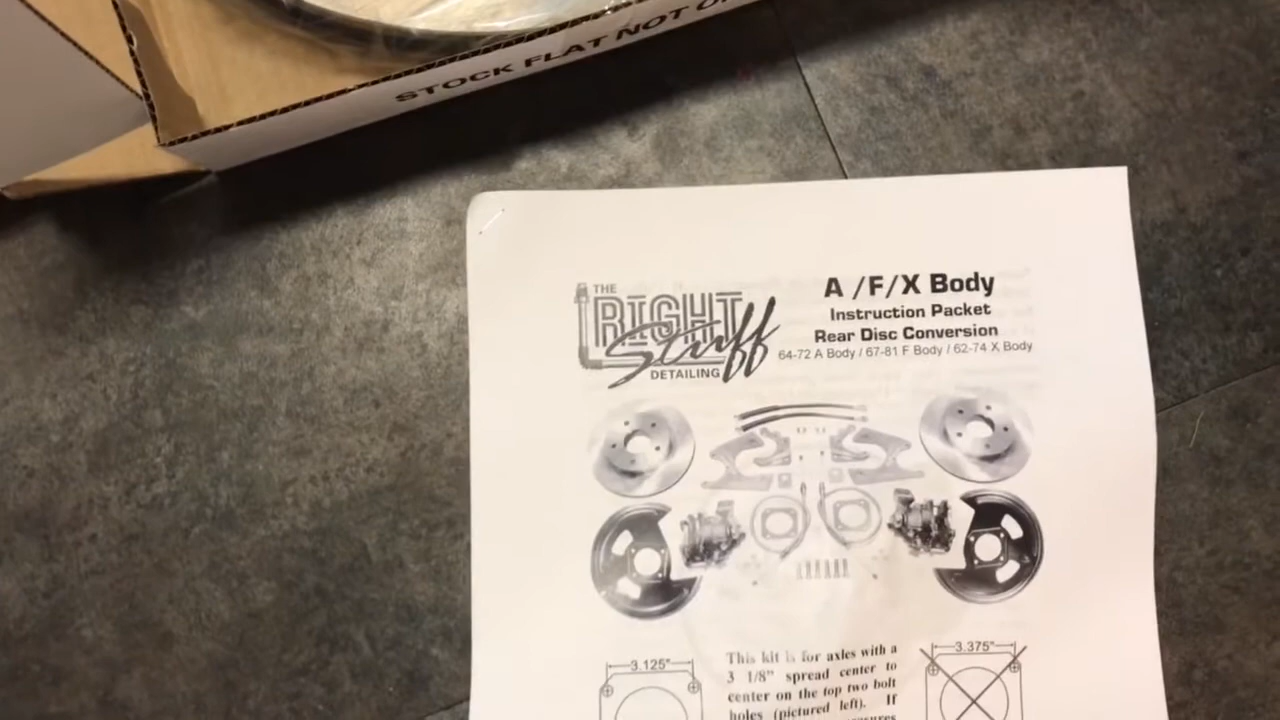 STOCK FLAT NOT
THE
RIGHT
Stuff
DETAILING
A /F/X Body
Instruction Packet
Rear Disc Conversion
64-72 A Body / 67-81 F Body / 62-74 X Body
3.125"
This kit is for axles with a
3 1/8" spread center to
center on the top two bolt
holes (pictured left). If
3.375"